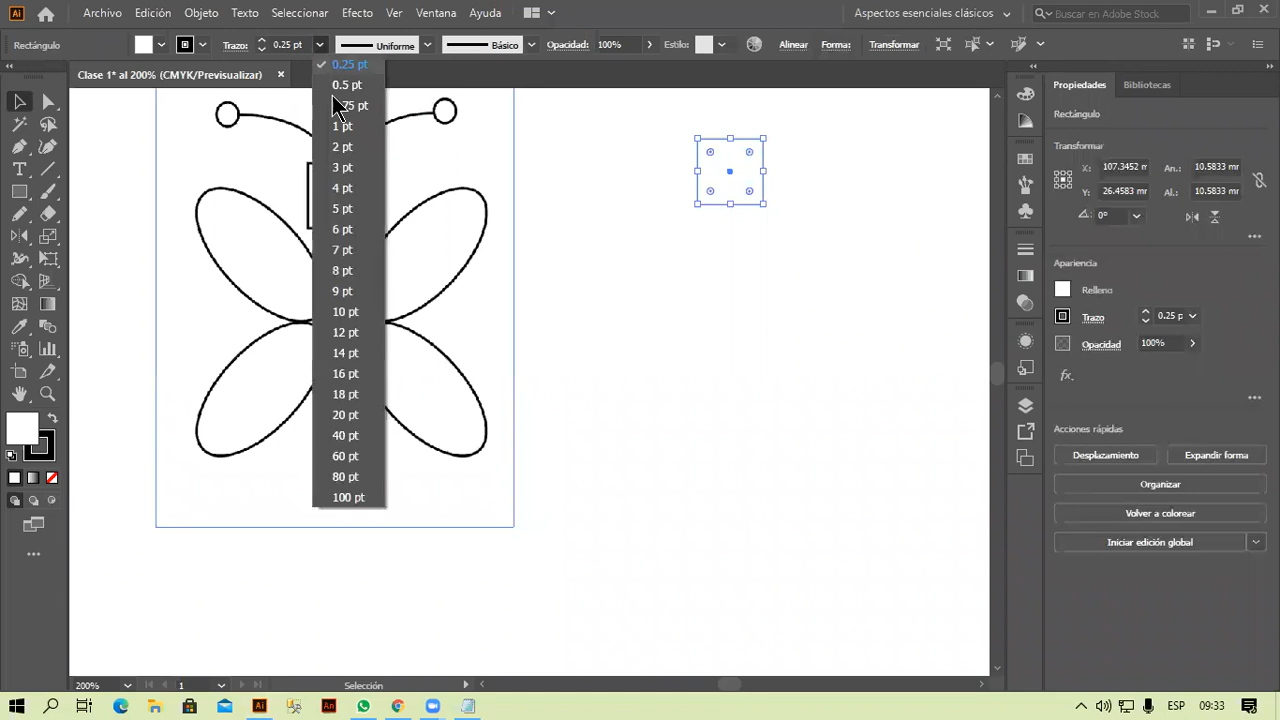 Ai Archivo Edición Objeto Texto Seleccionar Efecto Ver Ventana Ayuda Aspectos esenciales clásicos Buscar en Adobe Stock
Rectángulo Trazo: 0.25 pt Uniforme Básico Opacidad: 100% Estilo: Alinear Forma: Transformar
Clase 1* al 200% (CMYK/Previsualizar)
0.25 pt
0.5 pt
75 pt
1 pt
2 pt
3 pt
4 pt
5 pt
6 pt
7 pt
8 pt
9 pt
10 pt
12 pt
14 pt
16 pt
18 pt
20 pt
40 pt
60 pt
80 pt
100 pt
Propiedades Bibliotecas
Rectángulo
Transformar
X: 107.3452 m An.: 10.5833 mr
Y: 26.4583 m Al.: 10.5833 mr
0°
Apariencia
Relleno
Trazo 0.25 p
Opacidad 100%
fx.
Acciones rápidas
Desplazamiento Expandir forma
Organizar
Volver a colorear
Iniciar edición global
200% 1 Selección
Ai An ESP 09:33